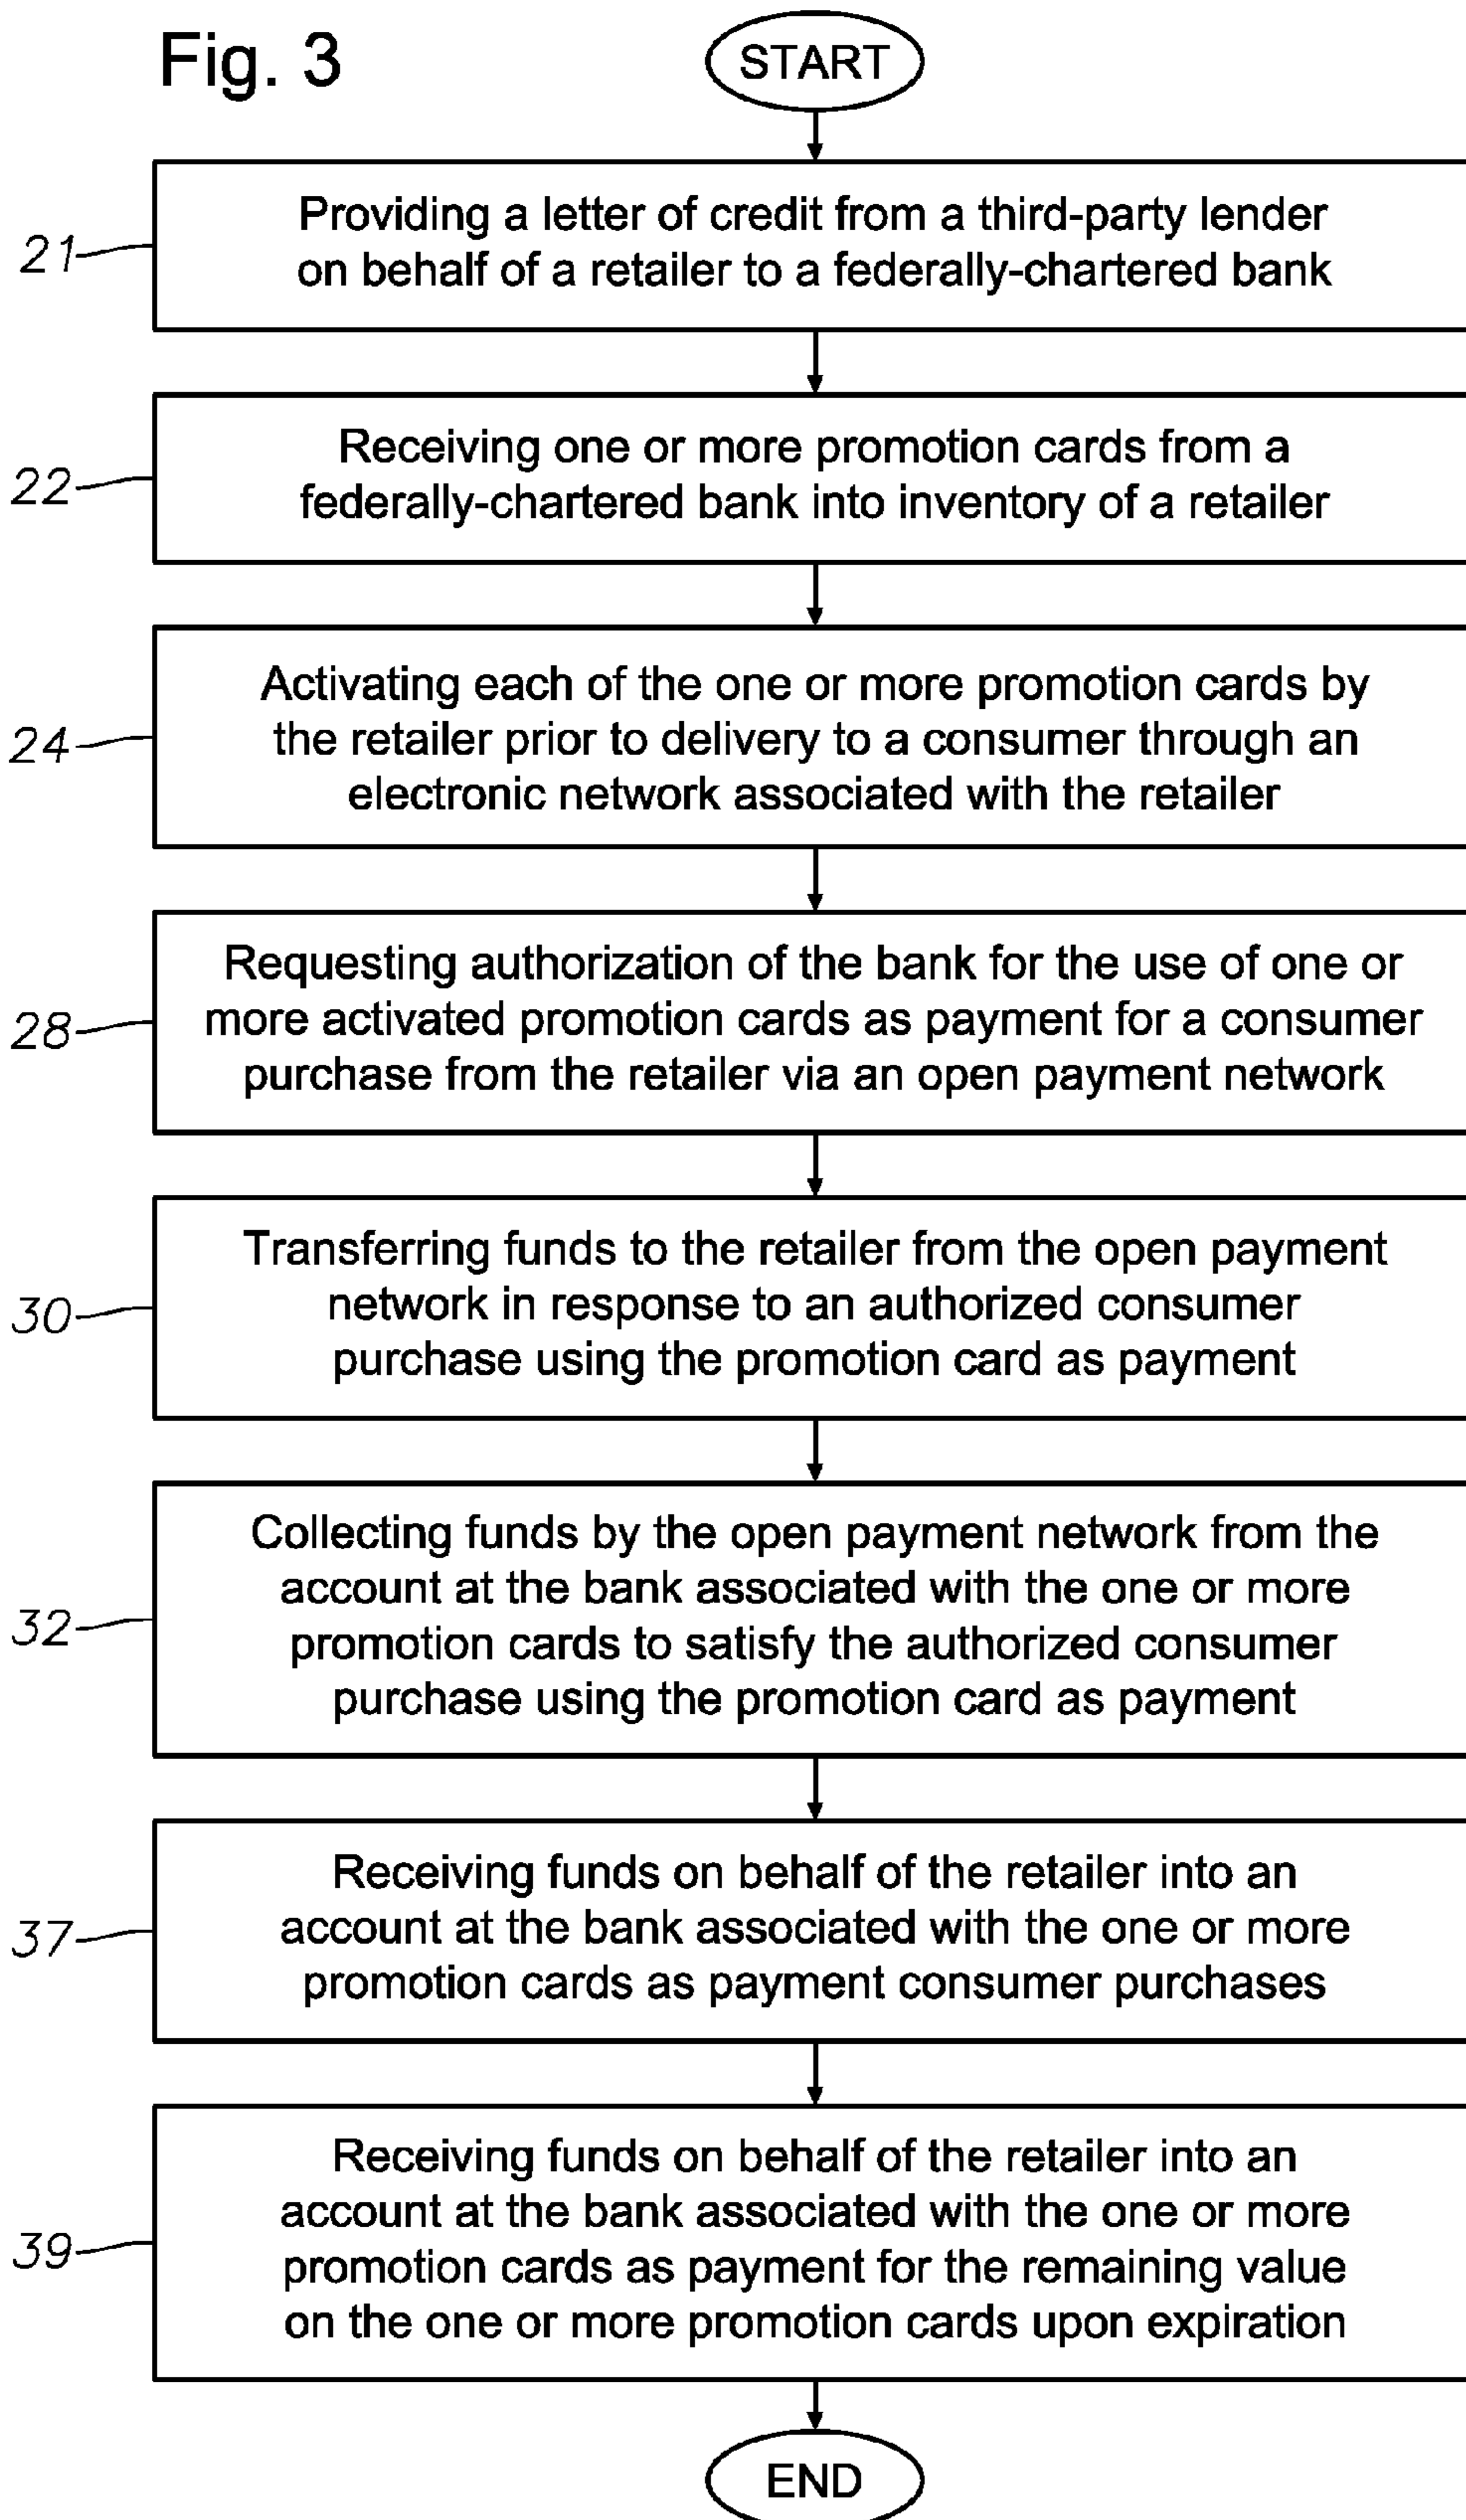 Fig. 3
START
21
Providing a letter of credit from a third-party lender
on behalf of a retailer to a federally-chartered bank
22
Receiving one or more promotion cards from a
federally-chartered bank into inventory of a retailer
24
Activating each of the one or more promotion cards by
the retailer prior to delivery to a consumer through an
electronic network associated with the retailer
28
Requesting authorization of the bank for the use of one or
more activated promotion cards as payment for a consumer
purchase from the retailer via an open payment network
30
Transferring funds to the retailer from the open payment
network in response to an authorized consumer
purchase using the promotion card as payment
32
Collecting funds by the open payment network from the
account at the bank associated with the one or more
promotion cards to satisfy the authorized consumer
purchase using the promotion card as payment
37
Receiving funds on behalf of the retailer into an
account at the bank associated with the one or more
promotion cards as payment consumer purchases
39
Receiving funds on behalf of the retailer into an
account at the bank associated with the one or more
promotion cards as payment for the remaining value
on the one or more promotion cards upon expiration
END